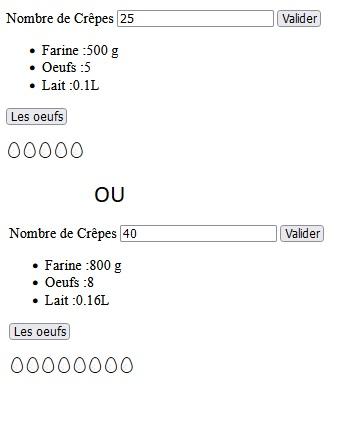 Nombre de Crêpes 25 Valider
• Farine :500 g
• Oeufs :5
• Lait :0.1L
Les oeufs
OU
Nombre de Crêpes 40 Valider
• Farine :800 g
• Oeufs :8
• Lait :0.16L
Les oeufs